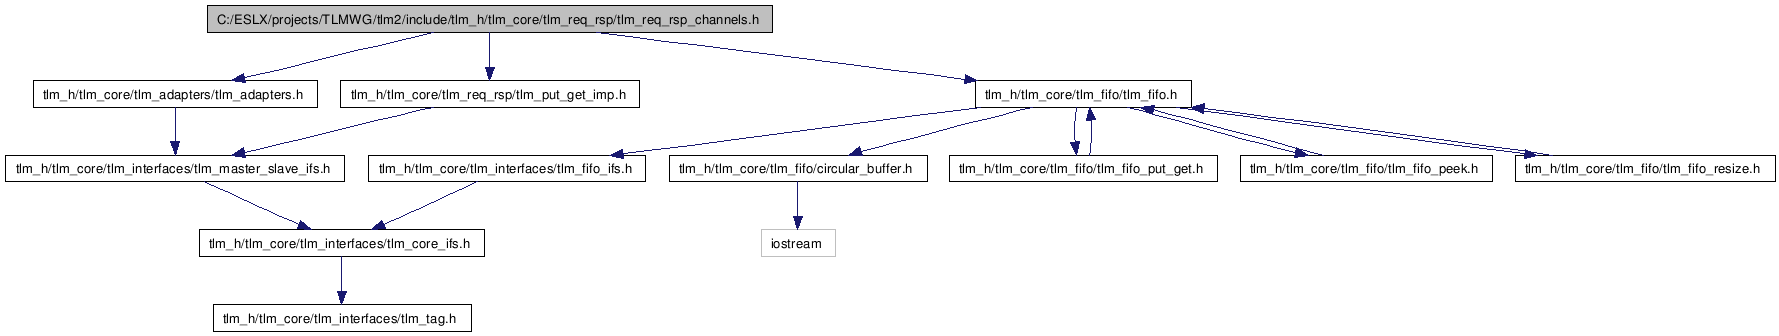 C:/ESLX/projects/TLMWG/tlm2/include/tlm_h/tlm_core/tlm_req_rsp/tlm_req_rsp_channels.h
tlm_h/tlm_core/tlm_adapters/tlm_adapters.h
tlm_h/tlm_core/tlm_req_rsp/tlm_put_get_imp.h
tlm_h/tlm_core/tlm_fifo/tlm_fifo.h
tlm_h/tlm_core/tlm_interfaces/tlm_master_slave_ifs.h
tlm_h/tlm_core/tlm_interfaces/tlm_fifo_ifs.h
tlm_h/tlm_core/tlm_fifo/circular_buffer.h
tlm_h/tlm_core/tlm_fifo/tlm_fifo_put_get.h
tlm_h/tlm_core/tlm_fifo/tlm_fifo_peek.h
tlm_h/tlm_core/tlm_fifo/tlm_fifo_resize.h
tlm_h/tlm_core/tlm_interfaces/tlm_core_ifs.h
iostream
tlm_h/tlm_core/tlm_interfaces/tlm_tag.h